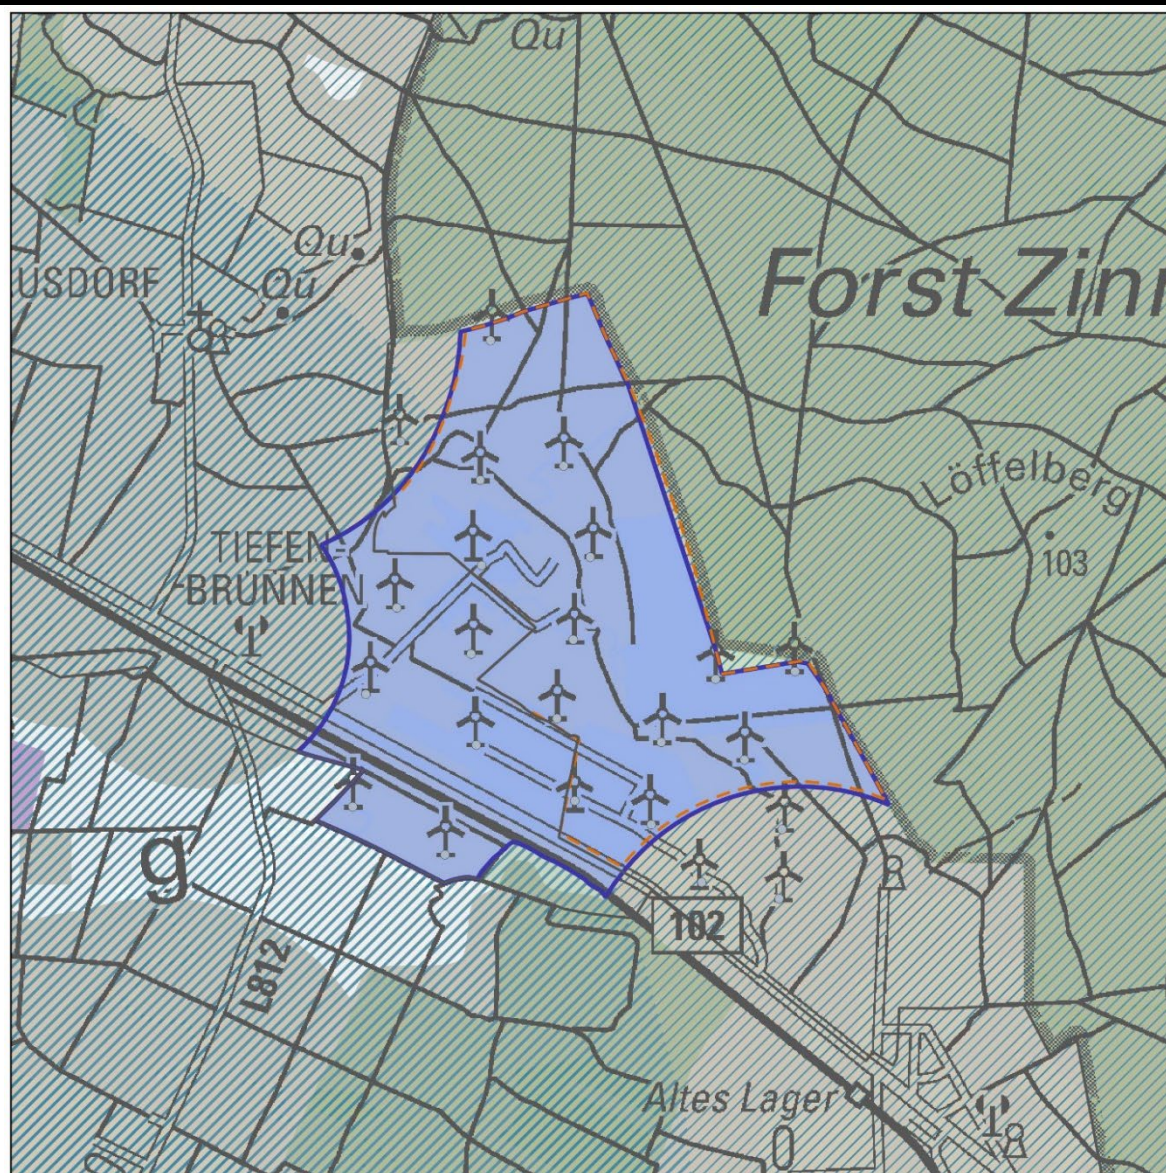 Qu
Forst Zinn
Qu
Qu
USDORF
Löffelberg
103
TIEFEN-
BRUNNEN
g
102
L812
Altes Lager